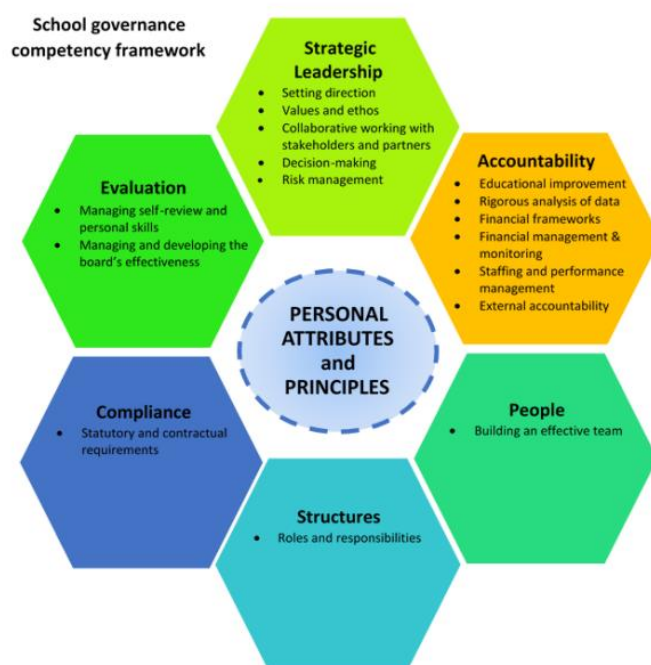 School governance
competency framework
Strategic
Leadership
• Setting direction
• Values and ethos
• Collaborative working with
stakeholders and partners
• Decision-making
• Risk management
Accountability
• Educational improvement
• Rigorous analysis of data
• Financial frameworks
• Financial management &
monitoring
• Staffing and performance
management
• External accountability
People
• Building an effective team
Structures
• Roles and responsibilities
Compliance
• Statutory and contractual
requirements
Evaluation
• Managing self-review and
personal skills
• Managing and developing the
board's effectiveness
PERSONAL
ATTRIBUTES
and
PRINCIPLES